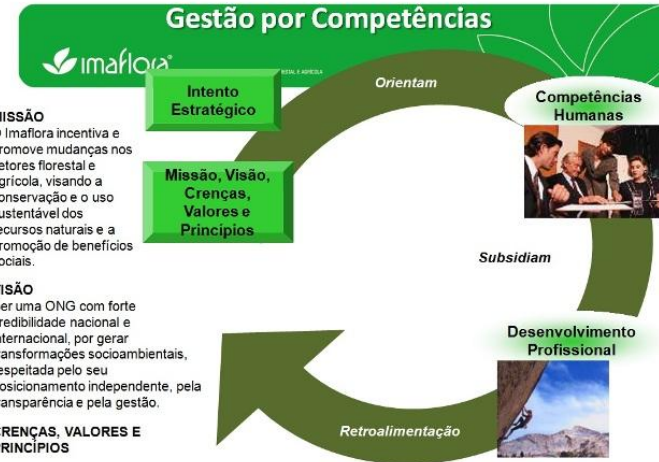 Gestão por Competências
imaflora
Intento
Estratégico
Orientam
Competências
Humanas
Missão, Visão,
Crenças,
Valores e
Princípios
Subsidiam
Desenvolvimento
Profissional
Retroalimentação
MISSÃO
O Imaflora incentiva e
promove mudanças nos
setores florestal e
agrícola, visando a
conservação e o uso
sustentável dos
recursos naturais e a
promoção de benefícios
sociais.
VISÃO
Ser uma ONG com forte
credibilidade nacional e
internacional, por gerar
transformações socioambientais,
respeitada pelo seu
posicionamento independente, pela
transparência e pela gestão.
CRENÇAS, VALORES E
PRINCÍPIOS